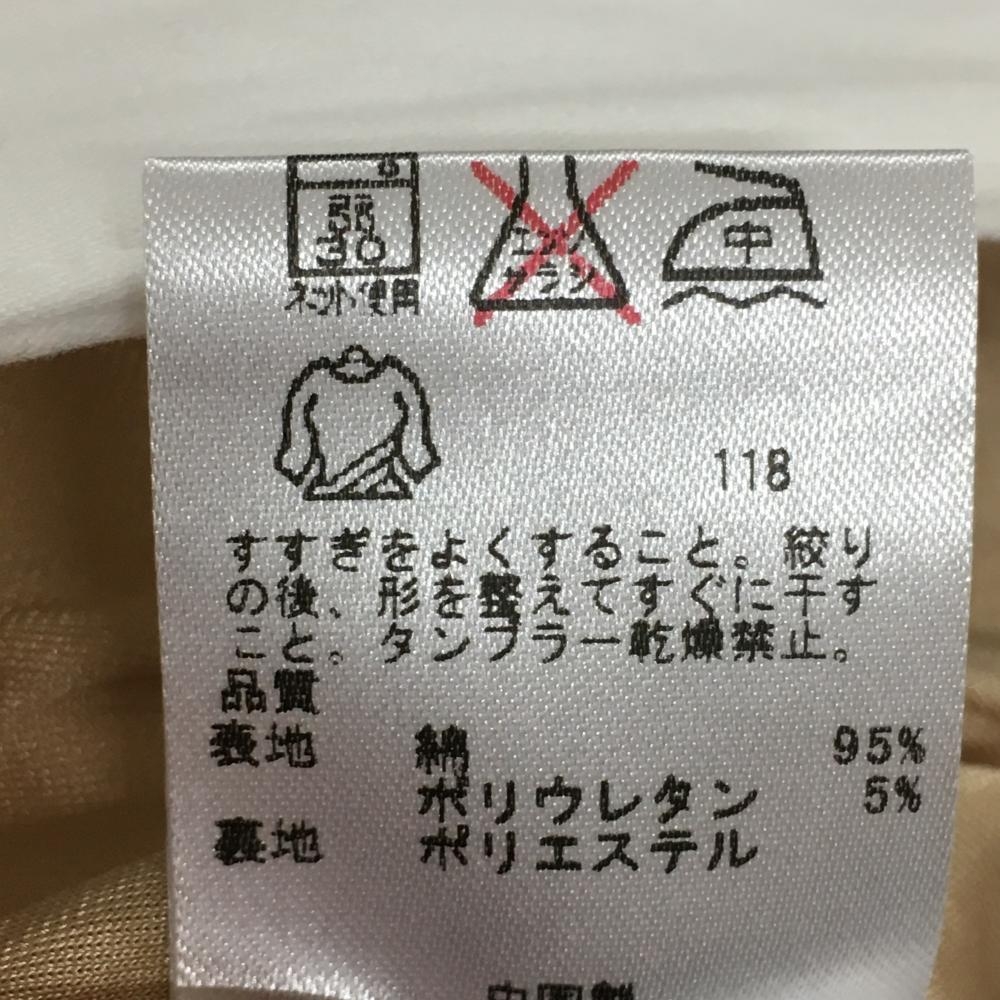 弱
30
ネット使用
エンソ
サラシ
中
118
すすぎをよくすること。絞り
の後、形を整えてすぐに干す
こと。タンブラー乾燥禁止。
品質
表地 綿 95%
ポリウレタン 5%
裏地 ポリエステル
中国製